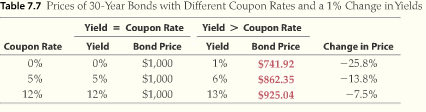 Table 7.7 Prices of 30-Year Bonds with Different Coupon Rates and a 1% Change in Yields
Yield = Coupon Rate Yield > Coupon Rate
Coupon Rate Yield Bond Price Yield Bond Price Change in Price
0% 0% $1,000 1% $741.92 −25.8%
5% 5% $1,000 6% $862.35 −13.8%
12% 12% $1,000 13% $925.04 −7.5%